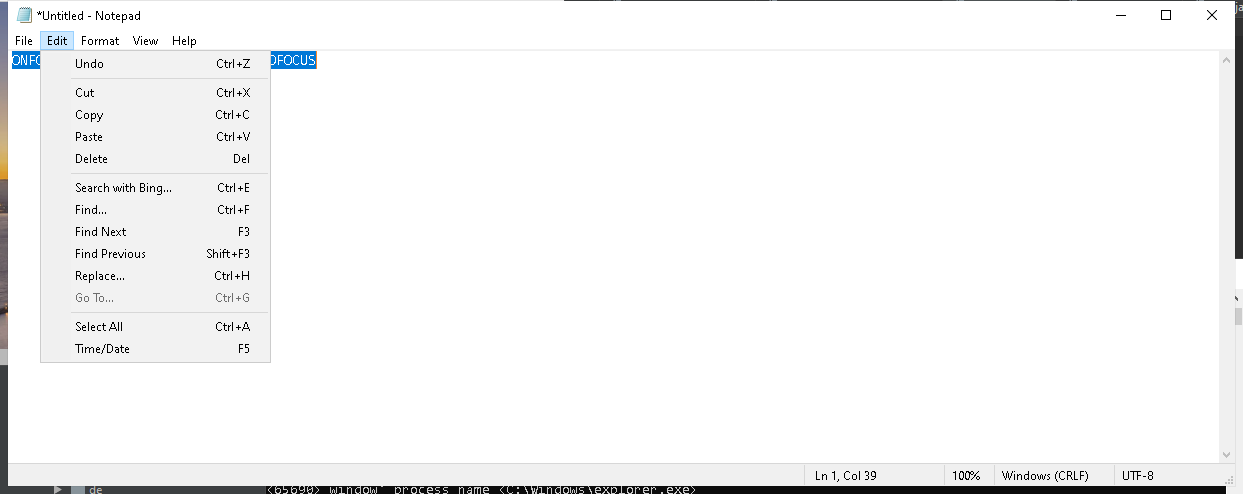 *Untitled - Notepad
File Edit Format View Help
ONFO
OFOCUS
Undo Ctrl+Z
Cut Ctrl+X
Copy Ctrl+C
Paste Ctrl+V
Delete Del
Search with Bing... Ctrl+E
Find... Ctrl+F
Find Next F3
Find Previous Shift+F3
Replace... Ctrl+H
Go To... Ctrl+G
Select All Ctrl+A
Time/Date F5
Ln 1, Col 39 100% Windows (CRLF) UTF-8
de <65690> window' process name <C:\Windows\explorer.exe>